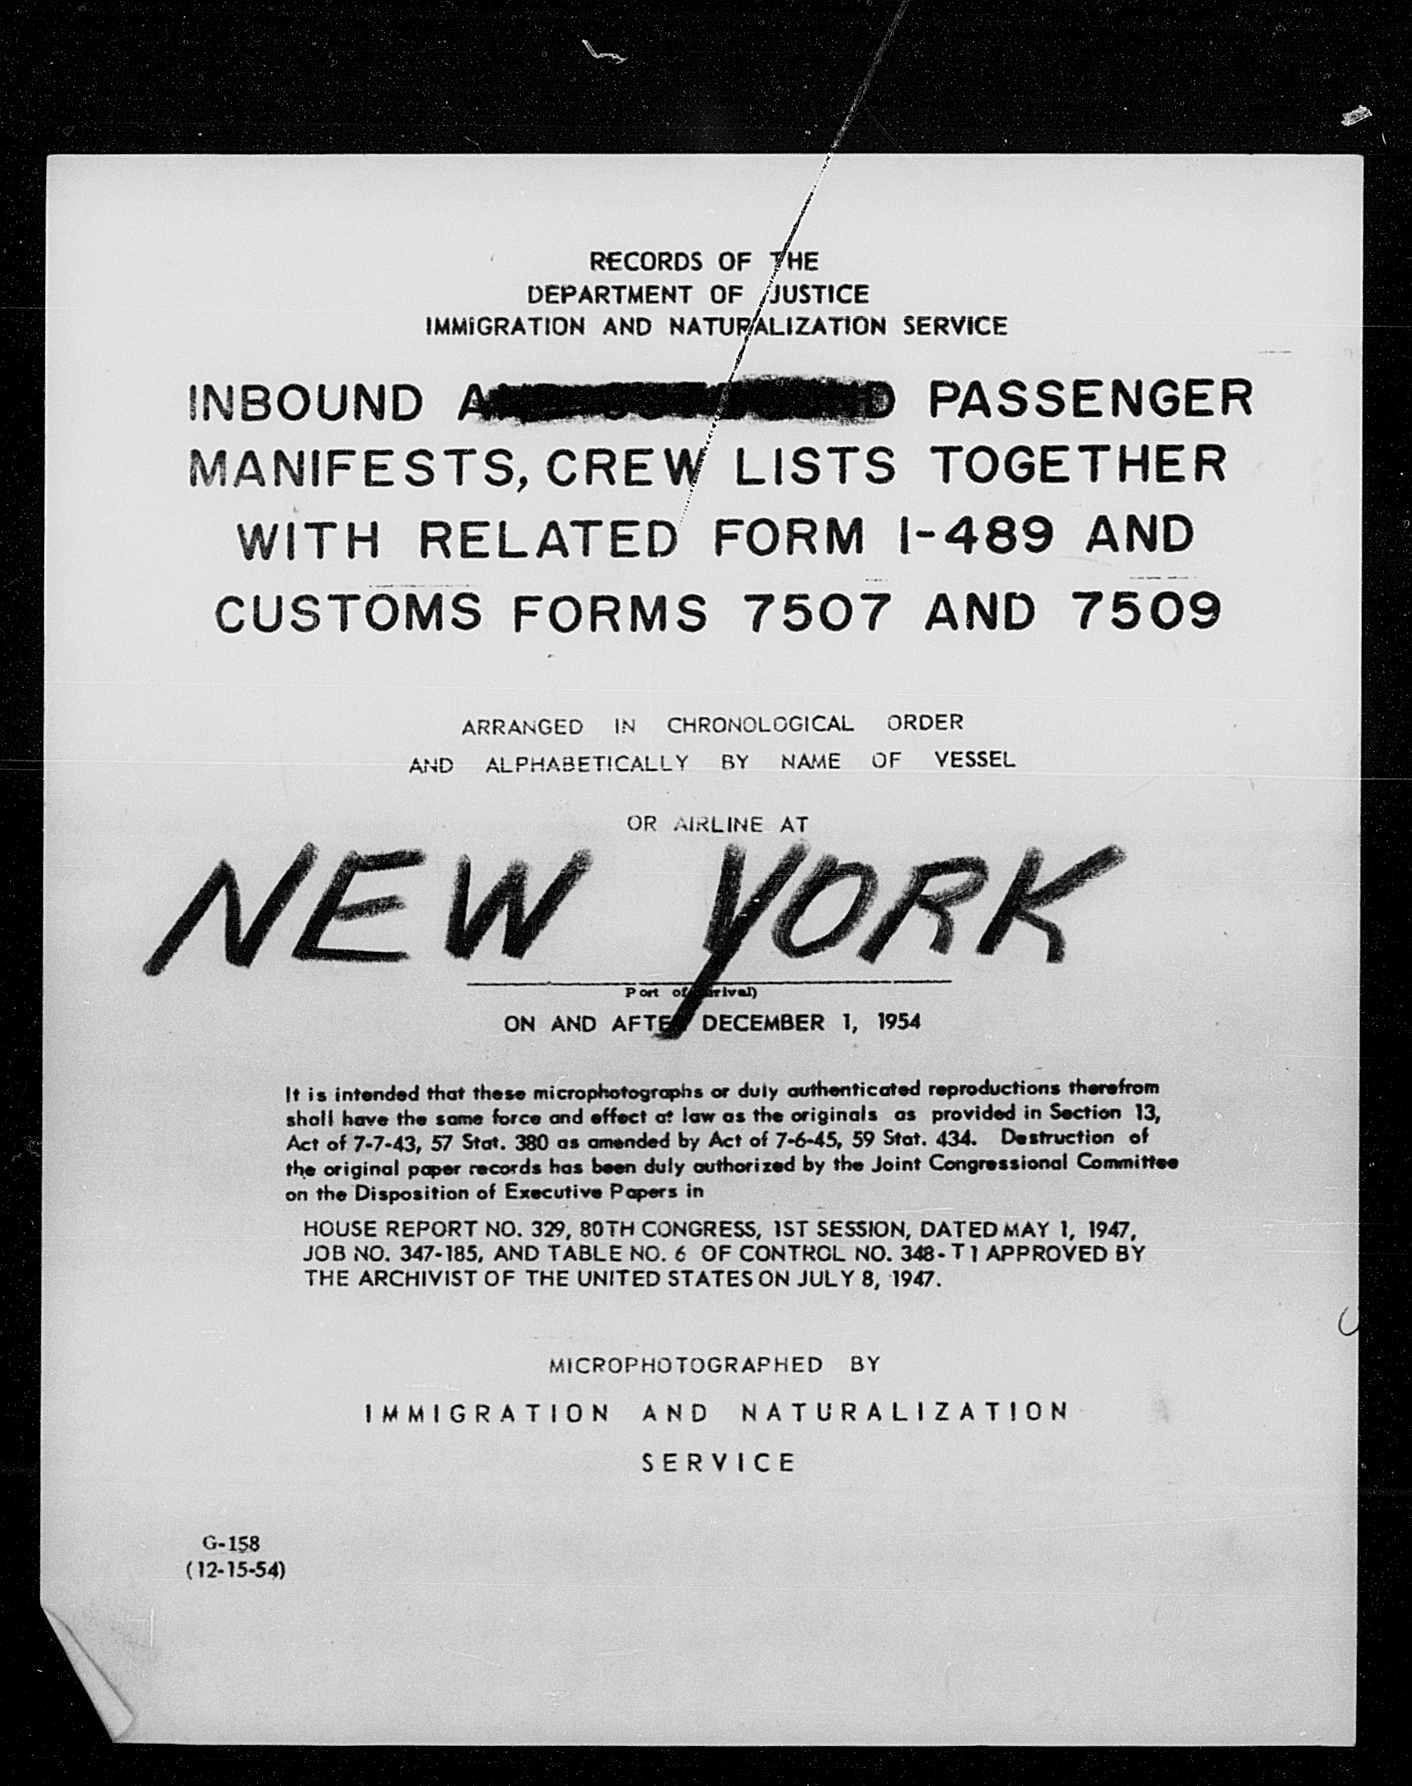 RECORDS OF THE
DEPARTMENT OF JUSTICE
IMMIGRATION AND NATURALIZATION SERVICE
INBOUND PASSENGER
MANIFESTS, CREW LISTS TOGETHER
WITH RELATED FORM I-489 AND
CUSTOMS FORMS 7507 AND 7509
ARRANGED IN CHRONOLOGICAL ORDER
AND ALPHABETICALLY BY NAME OF VESSEL
OR AIRLINE AT
NEW YORK
Port of
ON AND AFTER DECEMBER 1, 1954
It is intended that these microphotographs or duly authenticated reproductions therefrom
shall have the same force and effect at law as the originals as provided in Section 13,
Act of 7-7-43, 57 Stat. 380 as amended by Act of 7-6-45, 59 Stat. 434. Destruction of
the original paper records has been duly authorized by the Joint Congressional Committee
on the Disposition of Executive Papers in
HOUSE REPORT NO. 329, 80TH CONGRESS, 1ST SESSION, DATED MAY 1, 1947,
JOB NO. 347-185, AND TABLE NO. 6 OF CONTROL NO. 348-T1 APPROVED BY
THE ARCHIVIST OF THE UNITED STATES ON JULY 8, 1947.
MICROPHOTOGRAPHED BY
IMMIGRATION AND NATURALIZATION
SERVICE
G-158
(12-15-54)